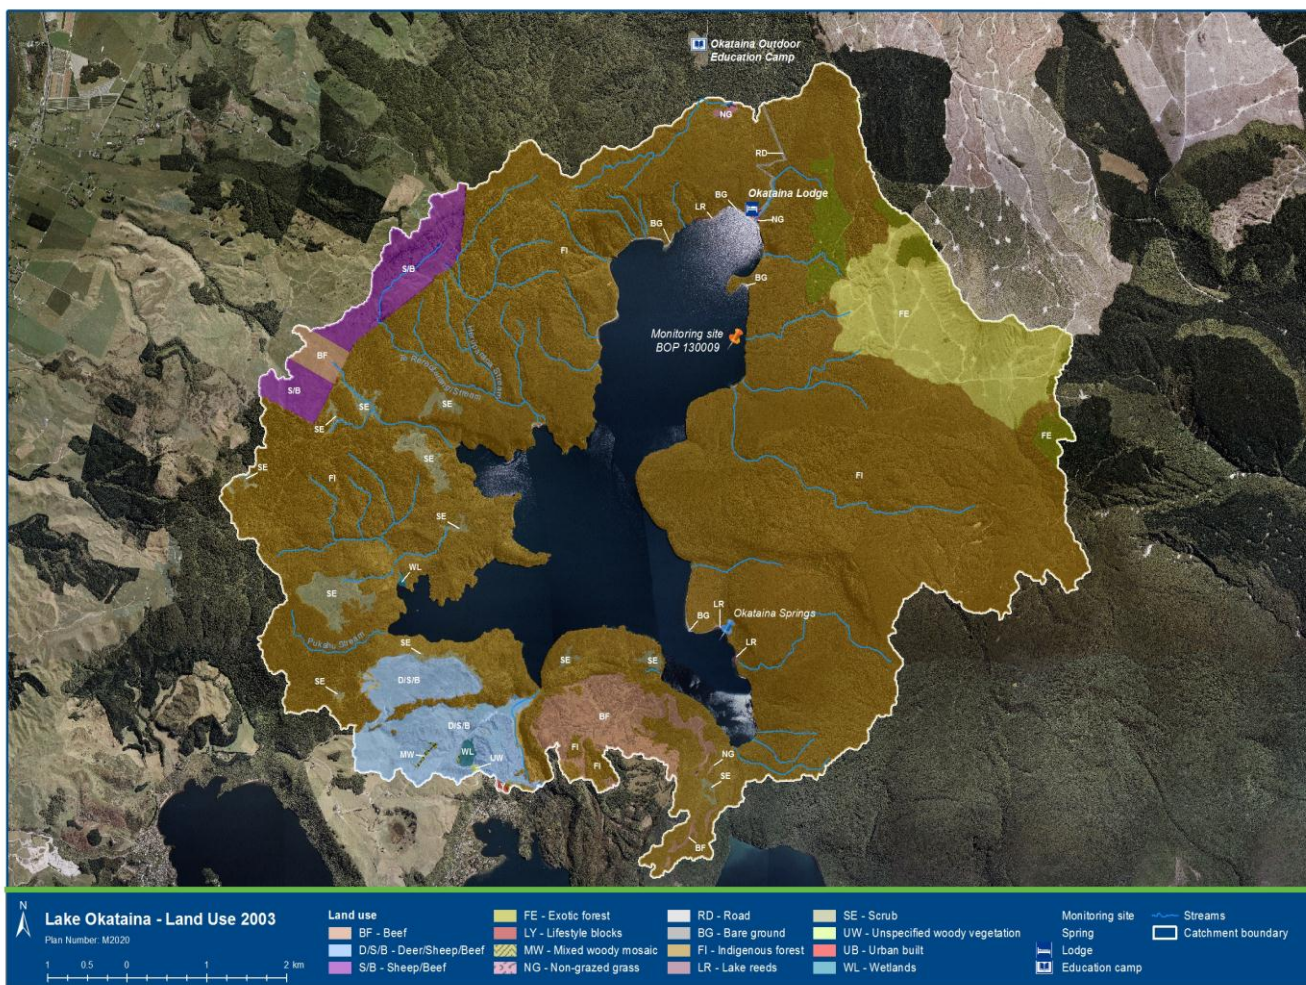 Okataina Outdoor
Education Camp
NG
RD
Okataina Lodge
BG
LR
NG
BG
FI
S/B
BG
FE
Monitoring site
BOP 130009
BF
S/B
SE
SE
SE
SE
SE
FI
SE
FE
FI
WL
SE
Pukahu Stream
SE
SE
D/S/B
LR
BG
Okataina Springs
LR
SE
SE
D/S/B
MW
WL
UW
BF
FI
FI
NG
SE
BF
N
Lake Okataina - Land Use 2003
Plan Number: M2020
1 0.5 0 1 2 km
Land use
BF - Beef
D/S/B - Deer/Sheep/Beef
S/B - Sheep/Beef
FE - Exotic forest
LY - Lifestyle blocks
MW - Mixed woody mosaic
NG - Non-grazed grass
RD - Road
BG - Bare ground
FI - Indigenous forest
LR - Lake reeds
SE - Scrub
UW - Unspecified woody vegetation
UB - Urban built
WL - Wetlands
Monitoring site
Spring
Lodge
Education camp
Streams
Catchment boundary